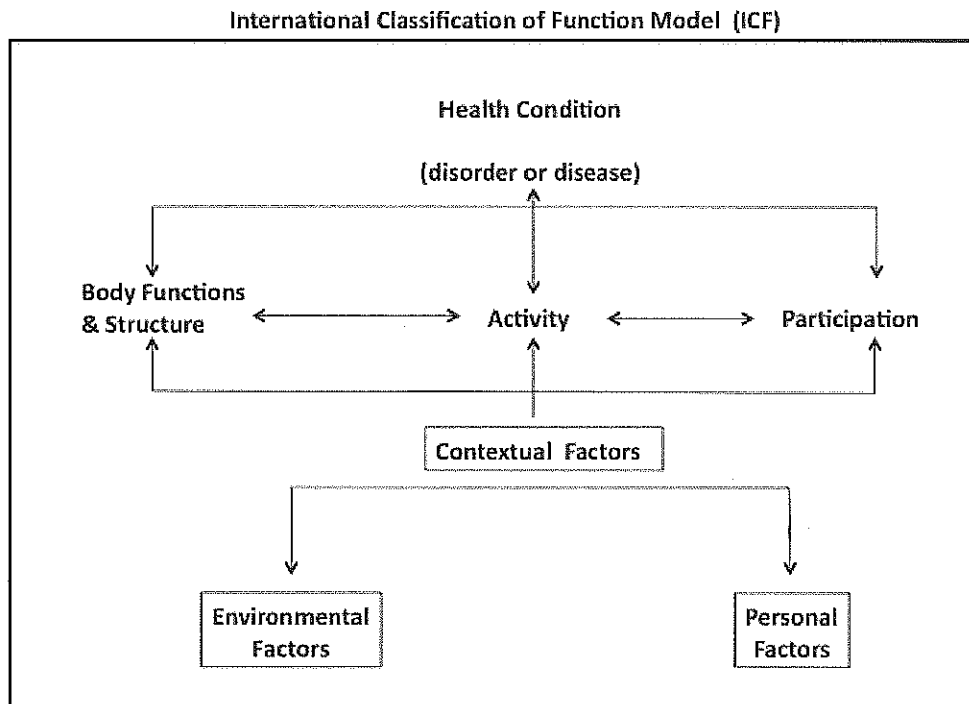 International Classification of Function Model (ICF)
Health Condition
(disorder or disease)
Body Functions
& Structure
Activity
Participation
Contextual Factors
Environmental
Factors
Personal
Factors